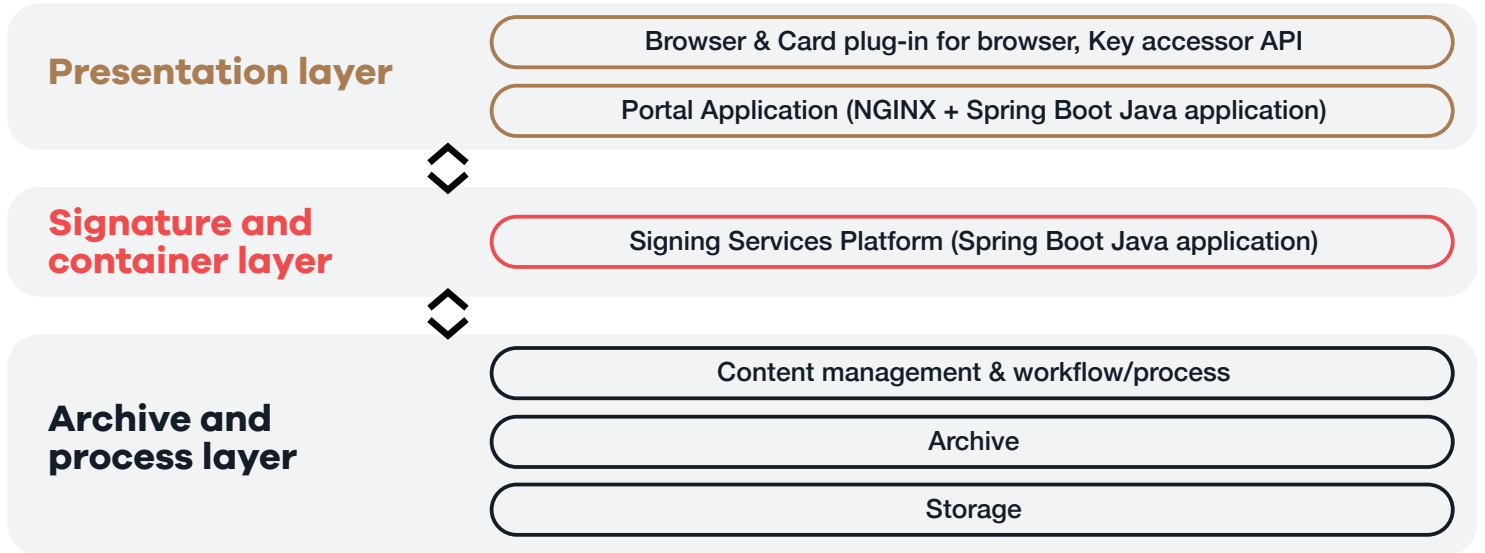 Presentation layer
Browser & Card plug-in for browser, Key accessor API
Portal Application (NGINX + Spring Boot Java application)
Signature and
container layer
Signing Services Platform (Spring Boot Java application)
Archive and
process layer
Content management & workflow/process
Archive
Storage